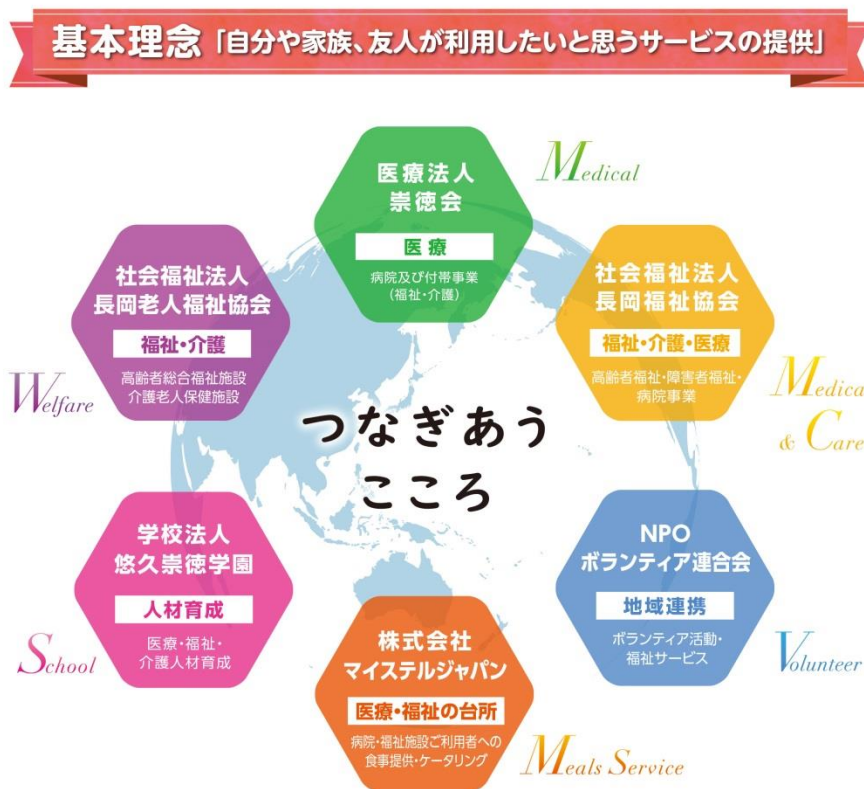 基本理念「自分や家族、友人が利用したいと思うサービスの提供」
医療法人
崇徳会
医療
病院及び付帯事業
(福祉・介護)
Medical
社会福祉法人
長岡老人福祉協会
福祉・介護
高齢者総合福祉施設
介護老人保健施設
Welfare
社会福祉法人
長岡福祉協会
福祉・介護・医療
高齢者福祉・障害者福祉・
病院事業
Medical
& Care
つなぎあう
こころ
学校法人
悠久崇徳学園
人材育成
医療・福祉・
介護人材育成
School
NPO
ボランティア連合会
地域連携
ボランティア活動・
福祉サービス
Volunteer
株式会社
マイステルジャパン
医療・福祉の台所
病院・福祉施設ご利用者への
食事提供・ケータリング
Meals Service